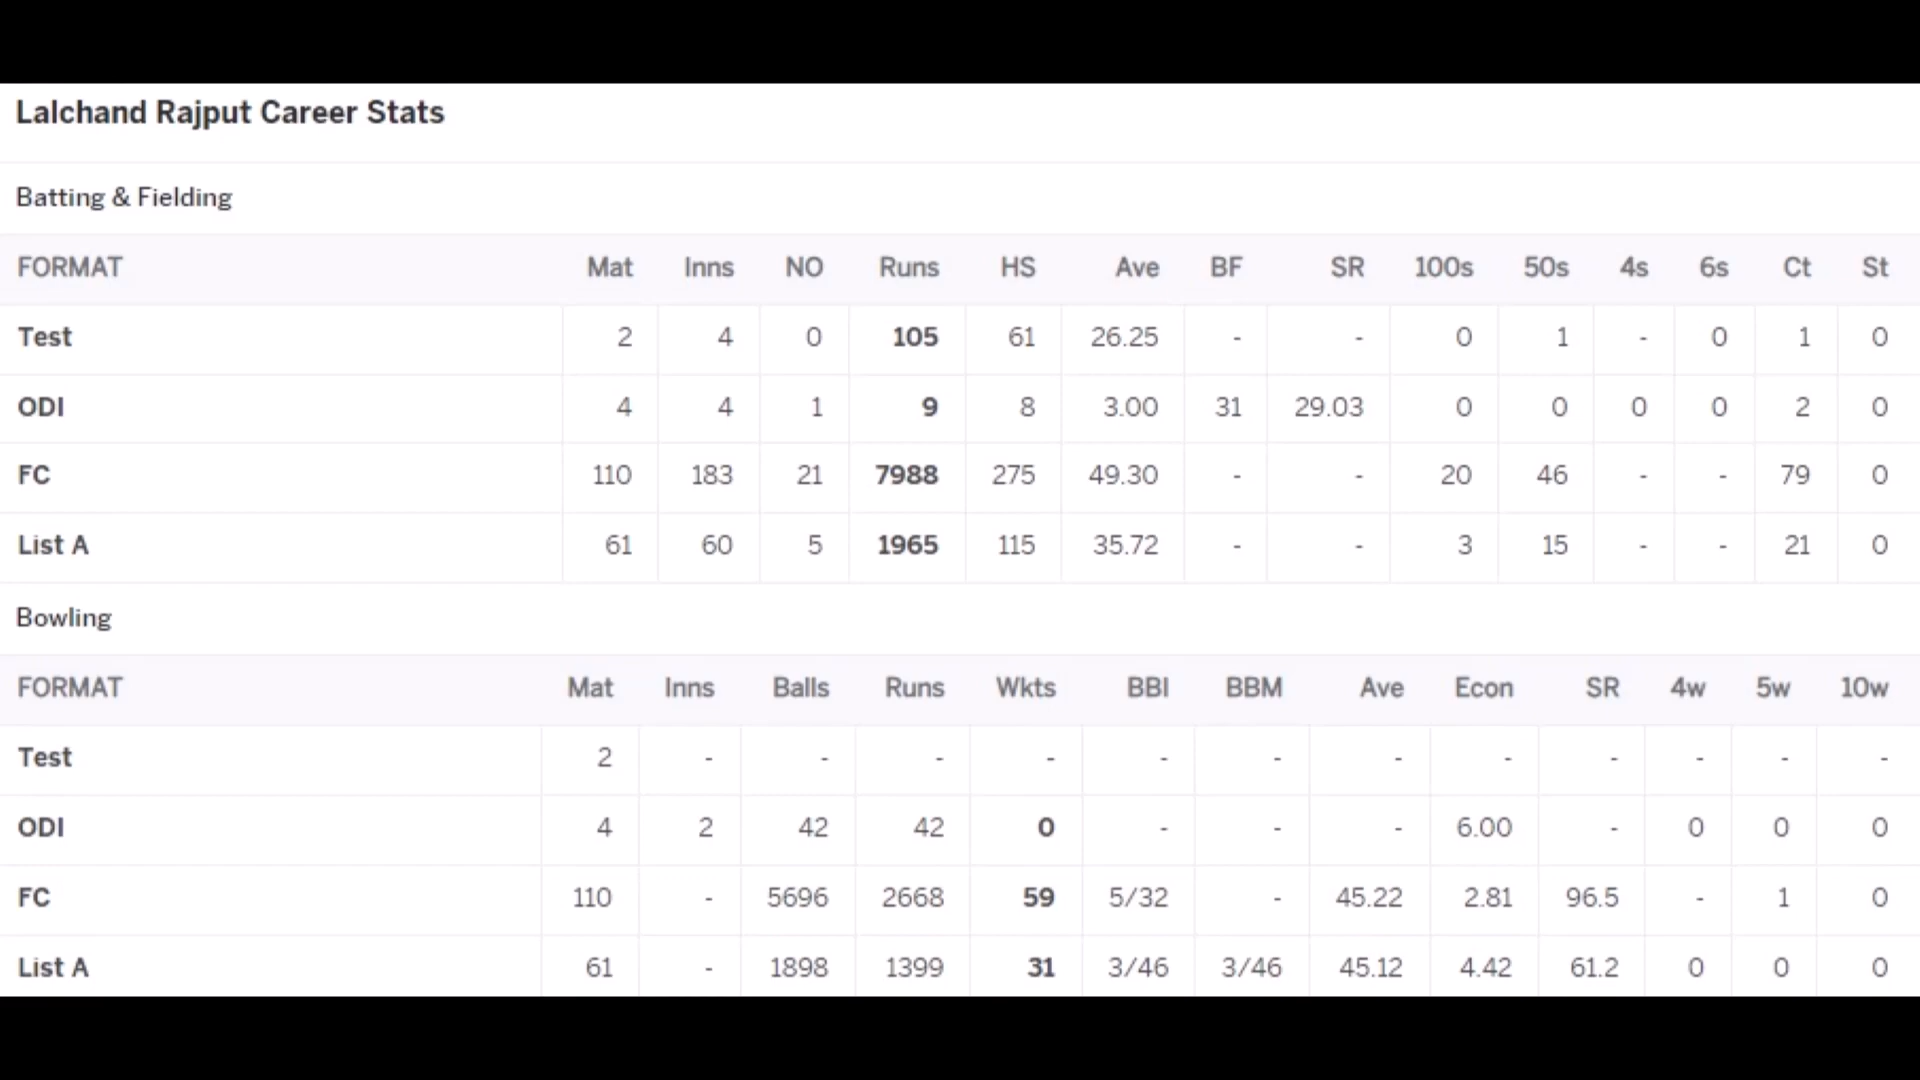 Lalchand Rajput Career Stats
Batting & Fielding
FORMAT Mat Inns NO Runs HS Ave BF SR 100s 50s 4s 6s Ct St
Test 2 4 0 105 61 26.25 - - 0 1 - 0 1 0
ODI 4 4 1 9 8 3.00 31 29.03 0 0 0 0 2 0
FC 110 183 21 7988 275 49.30 - - 20 46 - - 79 0
List A 61 60 5 1965 115 35.72 - - 3 15 - - 21 0
Bowling
FORMAT Mat Inns Balls Runs Wkts BBI BBM Ave Econ SR 4w 5w 10w
Test 2 - - - - - - - - - - - -
ODI 4 2 42 42 0 - - - 6.00 - 0 0 0
FC 110 - 5696 2668 59 5/32 - 45.22 2.81 96.5 - 1 0
List A 61 - 1898 1399 31 3/46 3/46 45.12 4.42 61.2 0 0 0